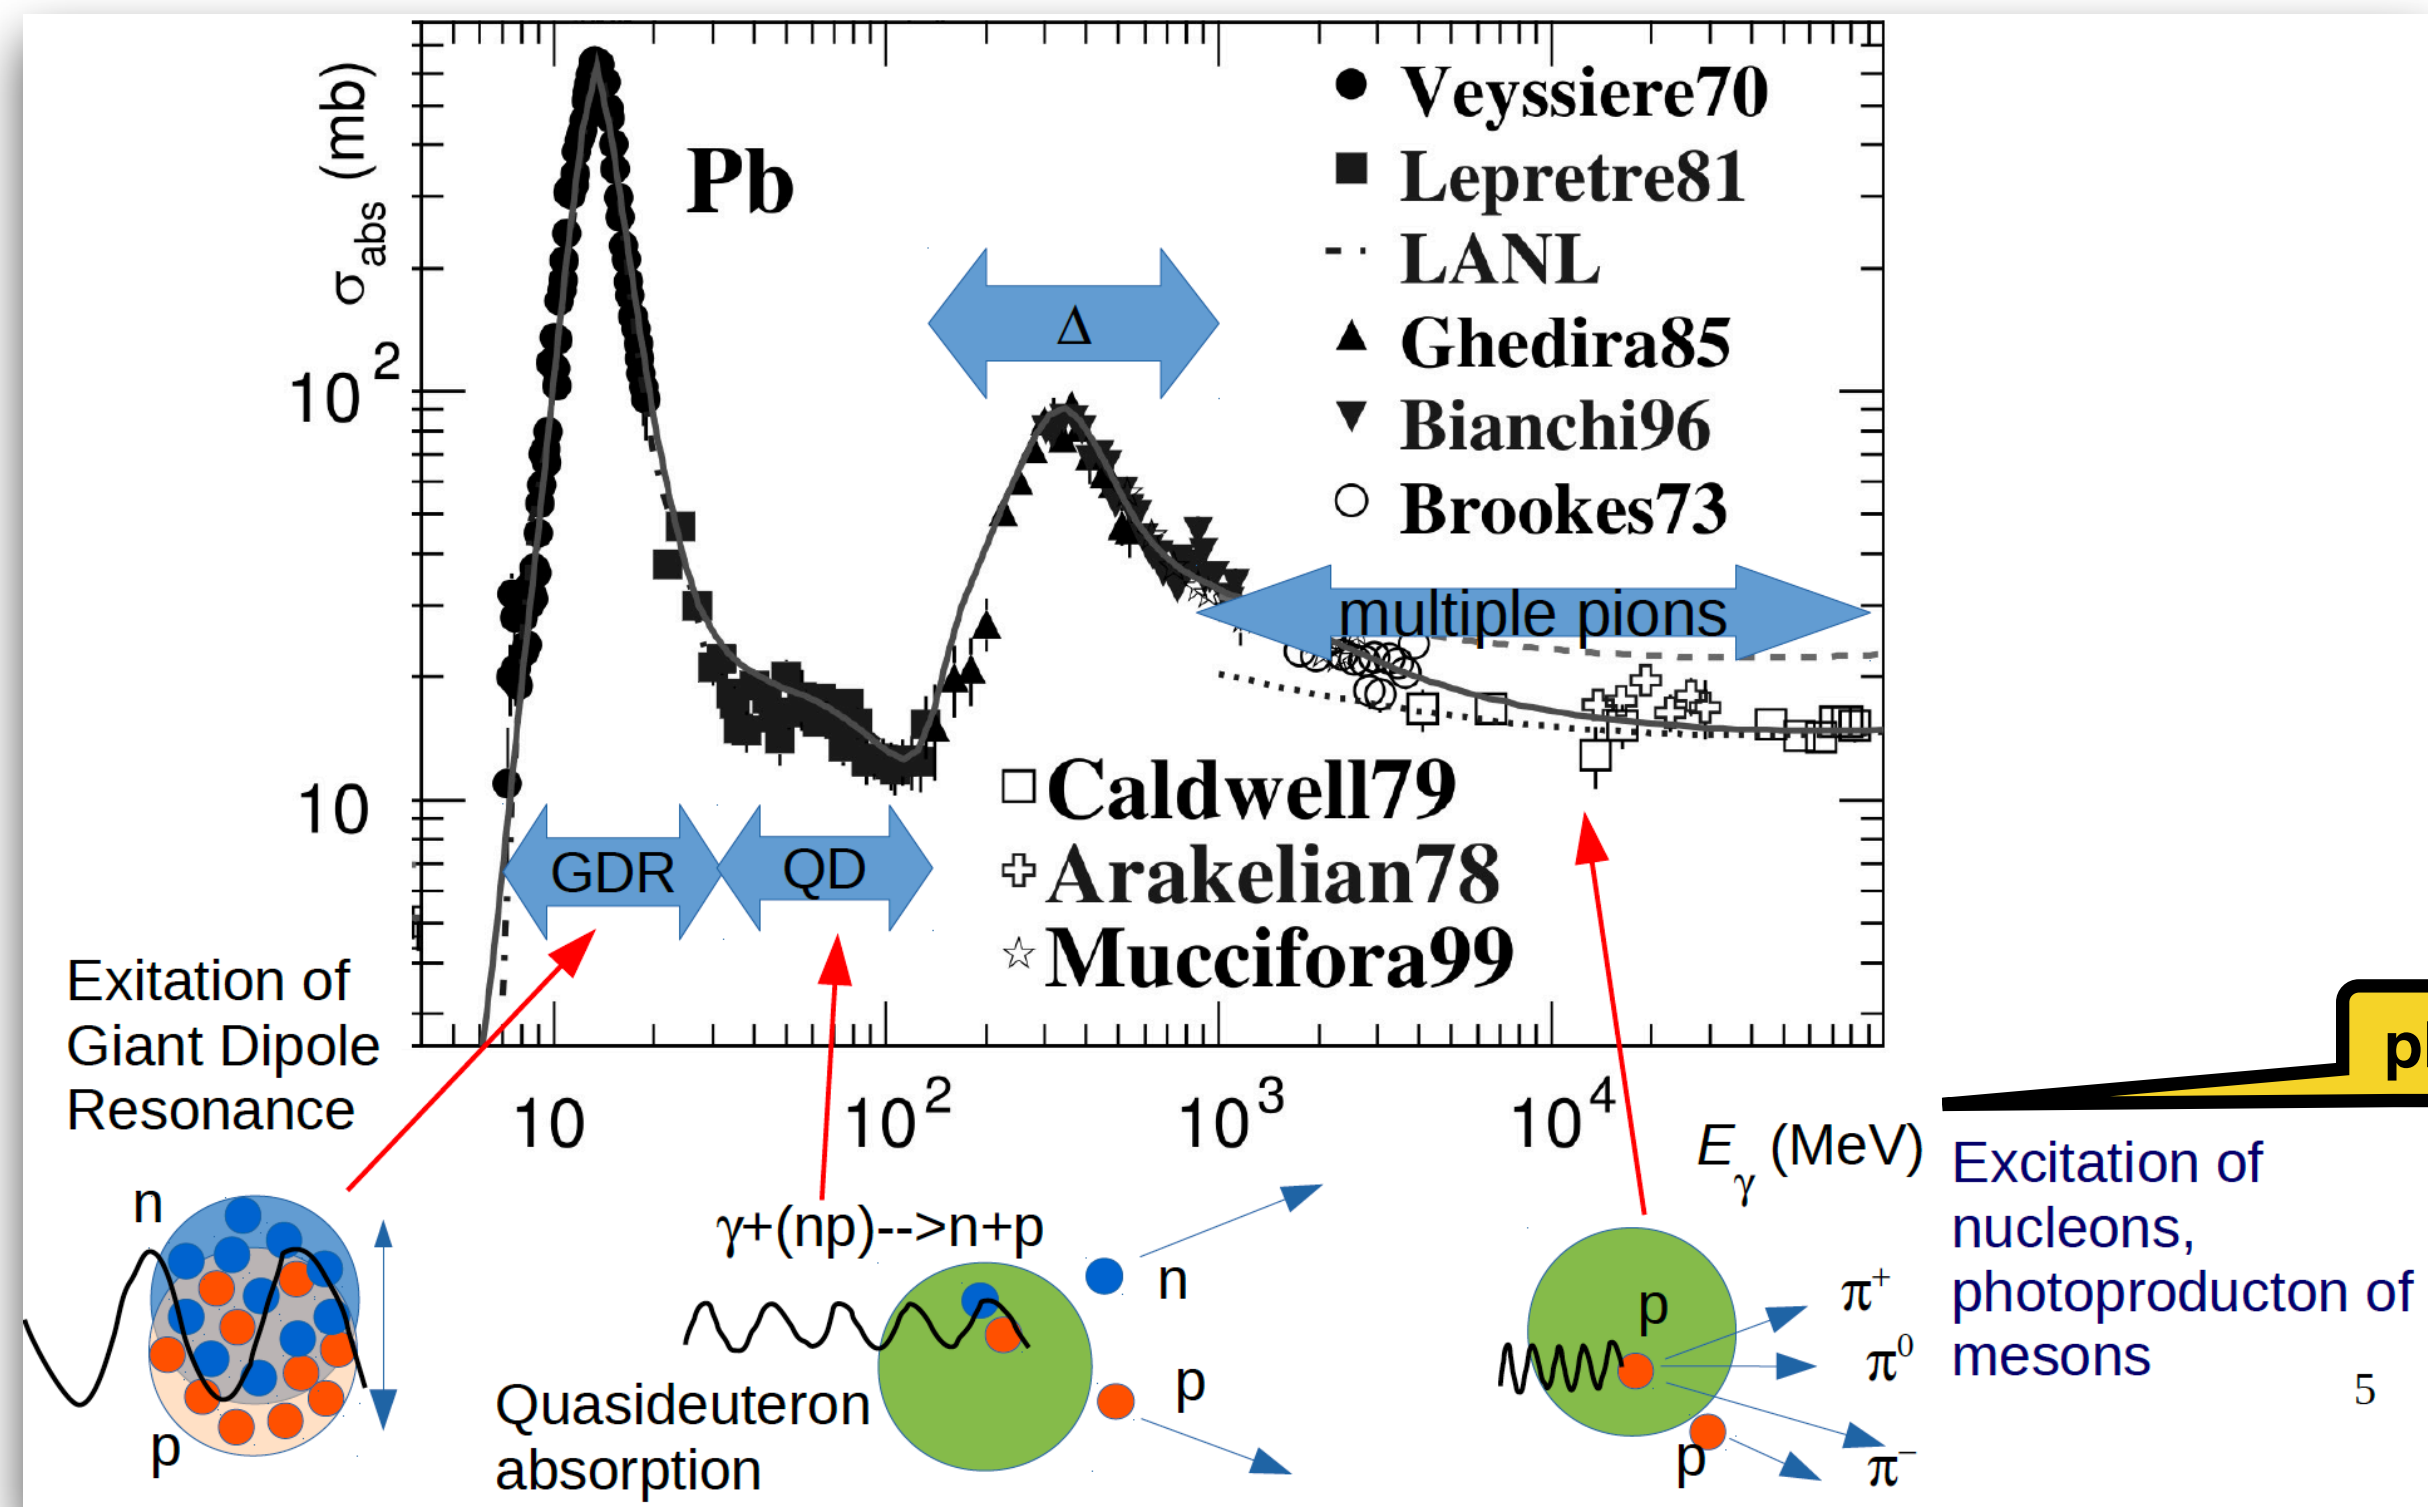 σabs (mb)
Pb
Veyssiere70
Lepretre81
LANL
Ghedira85
Bianchi96
Brookes73
Δ
10²
multiple pions
10
Caldwell79
Arakelian78
Muccifora99
GDR
QD
10
10²
10³
10⁴
Eγ (MeV)
Exitation of
Giant Dipole
Resonance
n
p
γ+(np)-->n+p
n
p
Quasideuteron
absorption
p
π⁺
π⁰
π⁻
p
Excitation of
nucleons,
photoproducton of
mesons
5